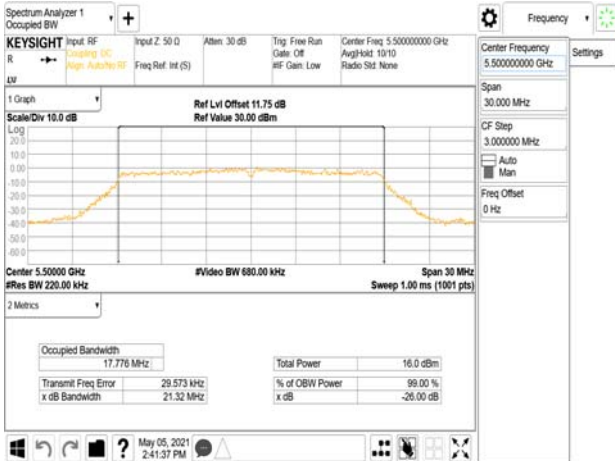 Spectrum Analyzer 1
Occupied BW
+
Frequency
KEYSIGHT
R
LXI
Input: RF
Coupling: DC
Align: Auto/No RF
Input Z: 50 Ω
Freq Ref: Int (S)
Atten: 30 dB
Trig: Free Run
Gate: Off
#IF Gain: Low
Center Freq: 5.500000000 GHz
Avg|Hold: 10/10
Radio Std: None
Center Frequency
5.500000000 GHz
Settings
Span
30.000 MHz
CF Step
3.000000 MHz
Auto
Man
Freq Offset
0 Hz
1 Graph
Scale/Div 10.0 dB
Ref Lvl Offset 11.75 dB
Ref Value 30.00 dBm
Log
20.0
10.0
0.00
-10.0
-20.0
-30.0
-40.0
-50.0
-60.0
Center 5.50000 GHz
#Res BW 220.00 kHz
#Video BW 680.00 kHz
Span 30 MHz
Sweep 1.00 ms (1001 pts)
2 Metrics
Occupied Bandwidth
17.776 MHz
Total Power 16.0 dBm
Transmit Freq Error 29.573 kHz
% of OBW Power 99.00 %
x dB Bandwidth 21.32 MHz
x dB -26.00 dB
?
May 05, 2021
2:41:37 PM